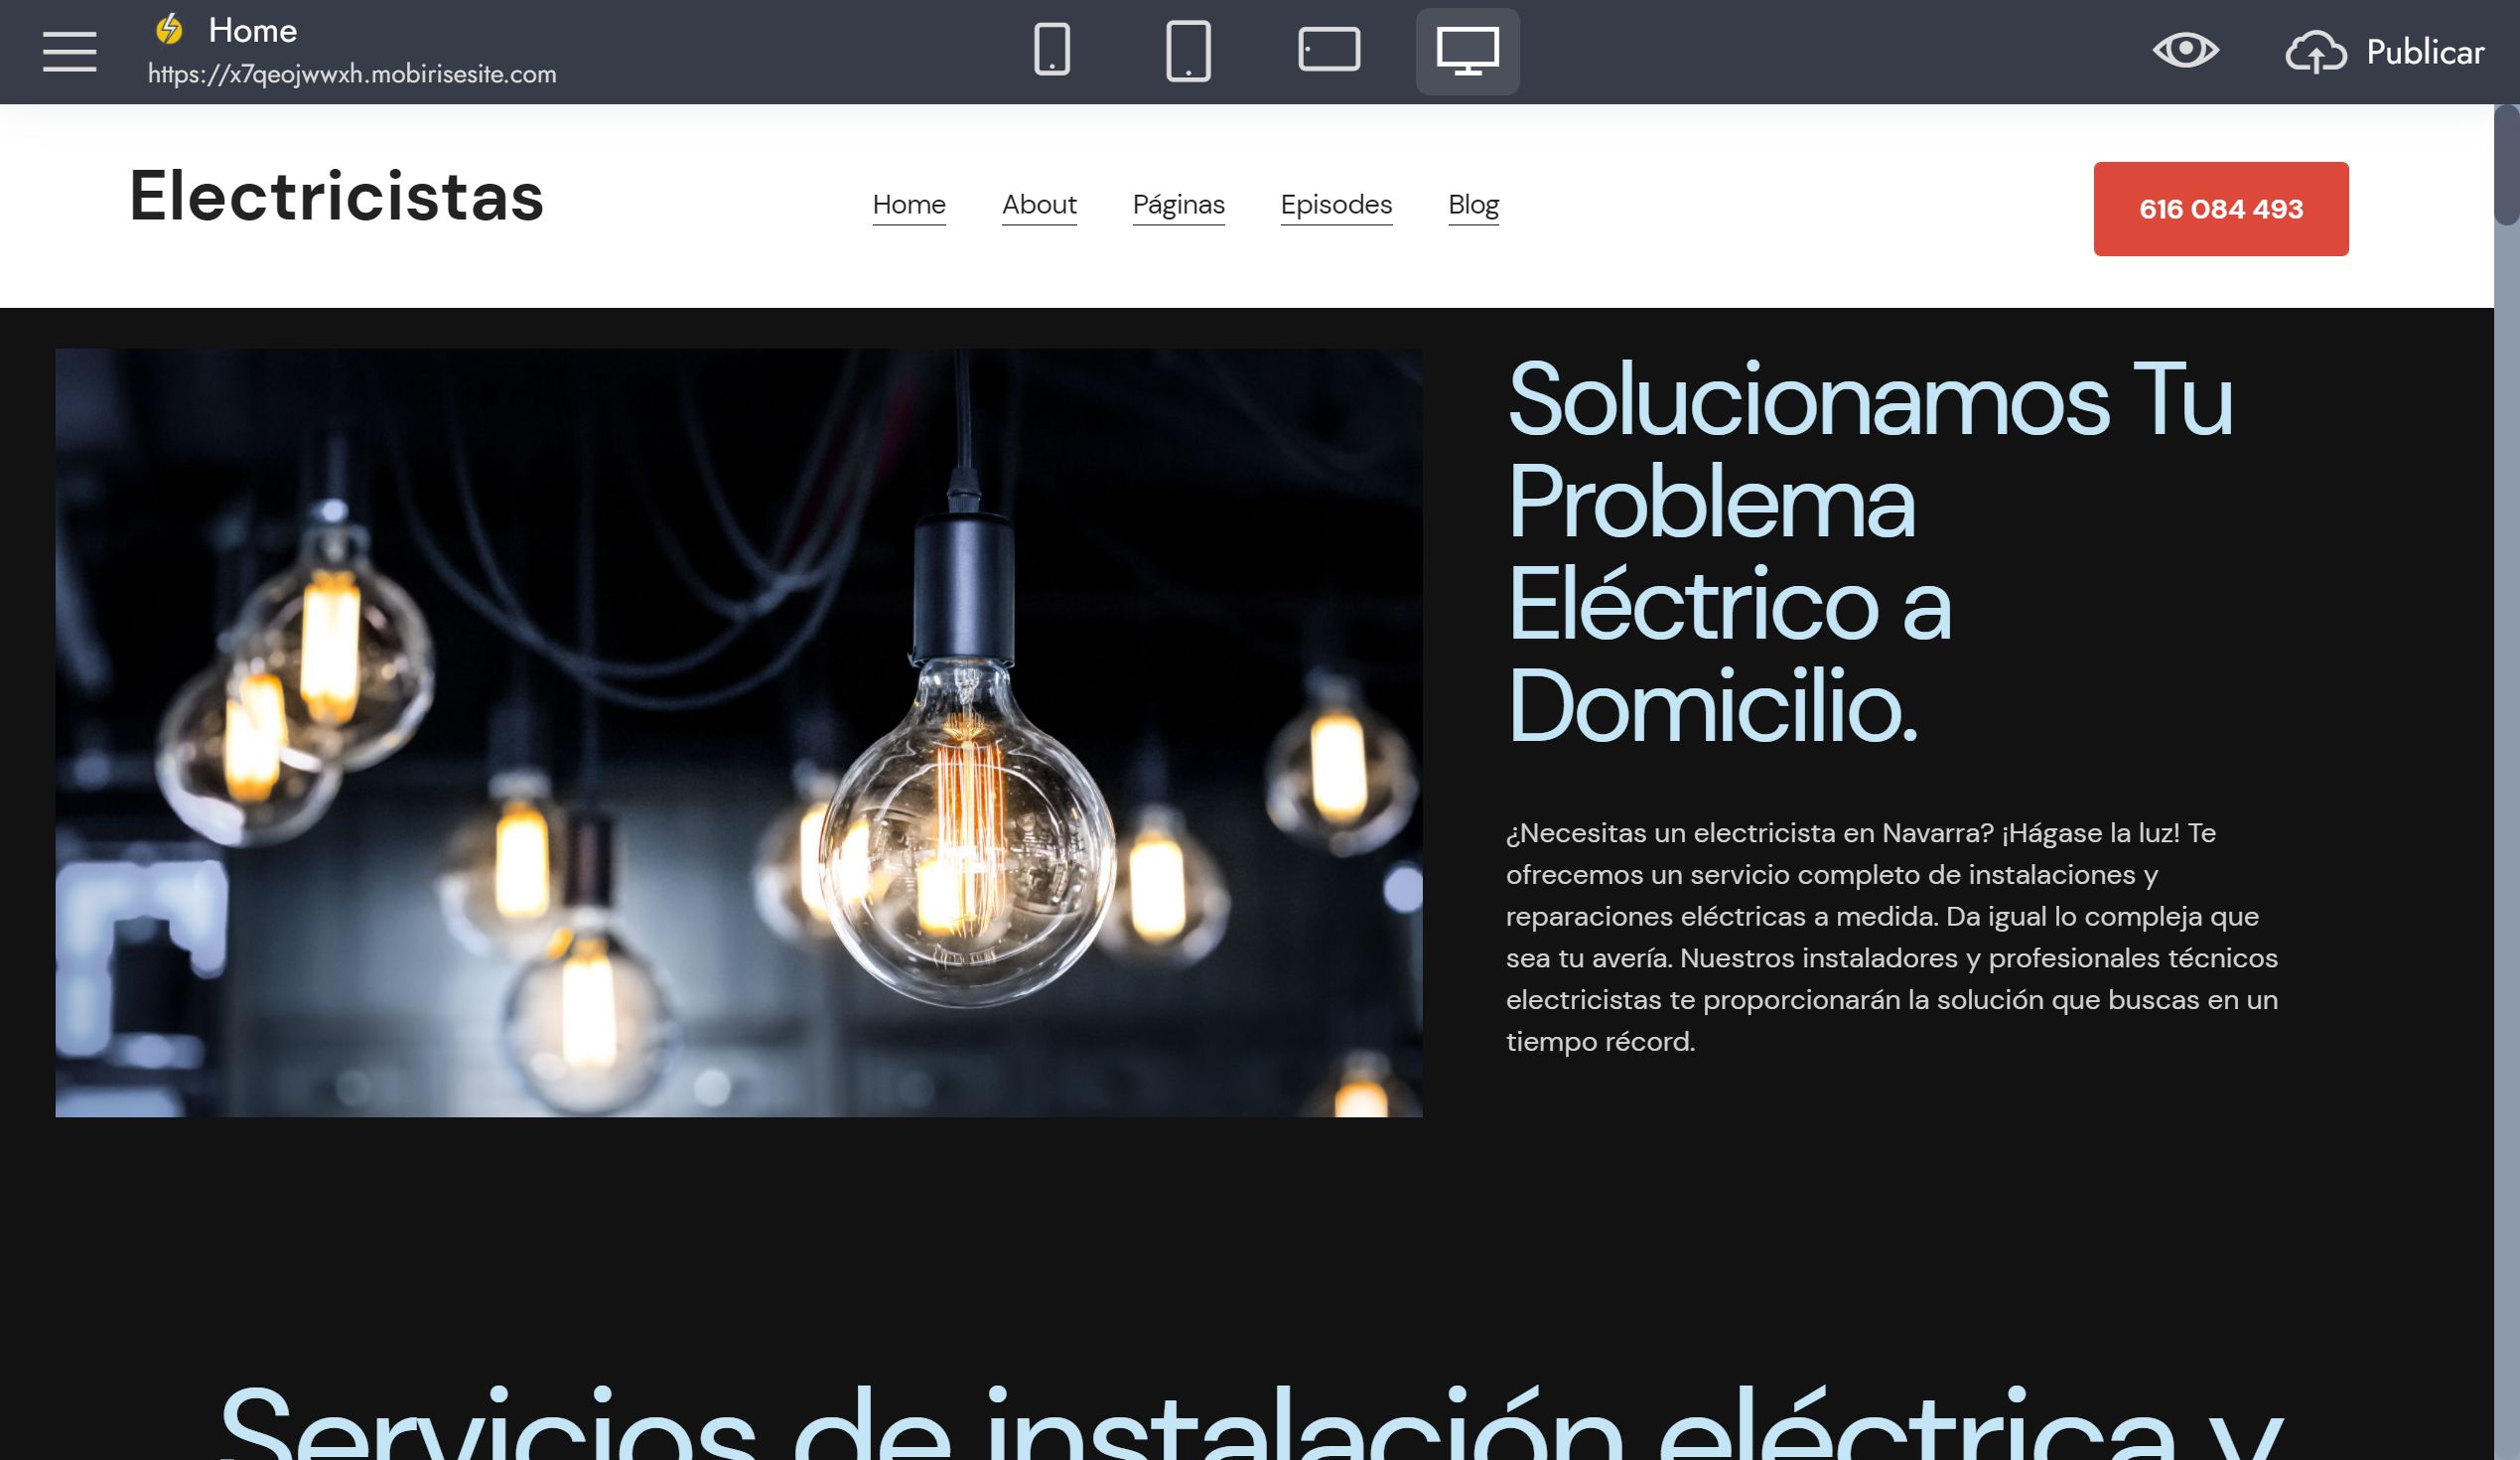 Home
https://x7qeojwwxh.mobirisesite.com
Publicar
Electricistas
Home
About
Páginas
Episodes
Blog
616 084 493
Solucionamos Tu
Problema
Eléctrico a
Domicilio.
¿Necesitas un electricista en Navarra? ¡Hágase la luz! Te
ofrecemos un servicio completo de instalaciones y
reparaciones eléctricas a medida. Da igual lo compleja que
sea tu avería. Nuestros instaladores y profesionales técnicos
electricistas te proporcionarán la solución que buscas en un
tiempo récord.
Servicios de instalación eléctrica y